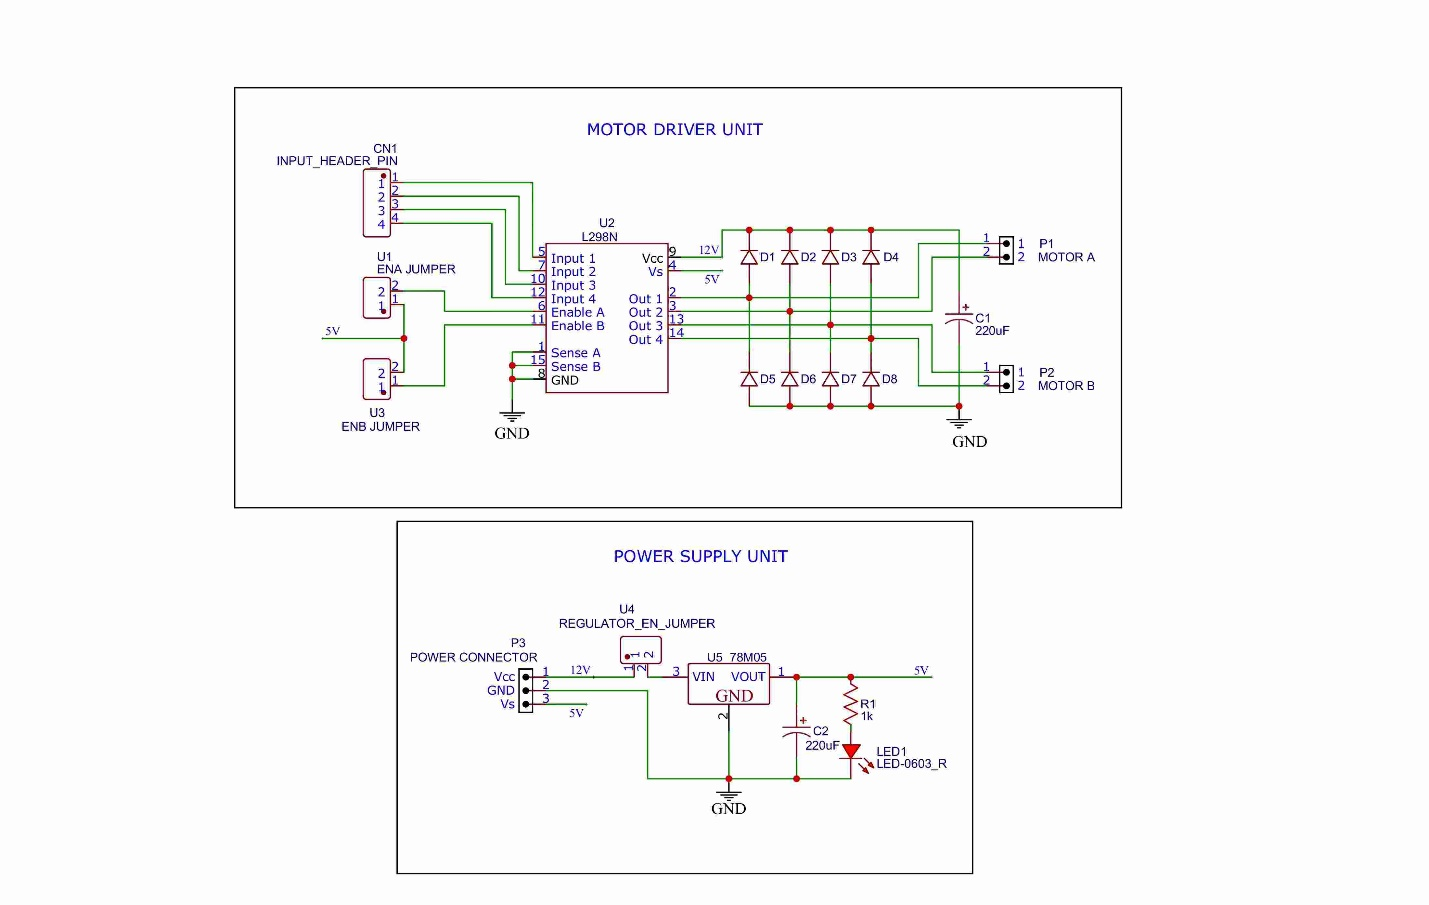 MOTOR DRIVER UNIT
CN1
INPUT_HEADER_PIN
1 1
2 2
3 3
4 4
U1
ENA JUMPER
2 2
1 1
5V
2 2
1 1
U3
ENB JUMPER
U2
L298N
5 Input 1
7 Input 2
10 Input 3
12 Input 4
6 Enable A
11 Enable B
1 Sense A
15 Sense B
8 GND
Vcc 9
Vs 4
Out 1 2
Out 2 3
Out 3 13
Out 4 14
GND
12V
5V
D1 D2 D3 D4
D5 D6 D7 D8
C1
220uF
+
GND
1 1 P1
2 2 MOTOR A
1 1 P2
2 2 MOTOR B
POWER SUPPLY UNIT
U4
REGULATOR_EN_JUMPER
1 2
1 2
P3
POWER CONNECTOR
Vcc 1 12V
GND 2
Vs 3
5V
U5 78M05
3 VIN VOUT 1
GND
2
5V
+
C2
220uF
R1
1k
LED1
LED-0603_R
GND